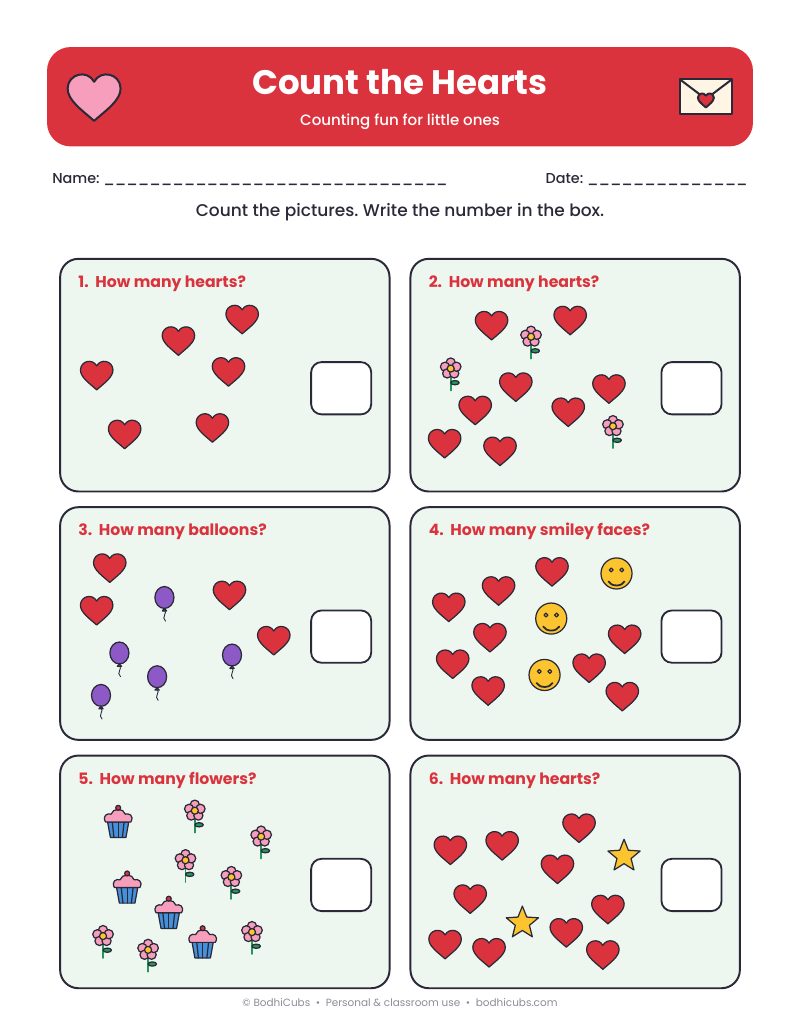 Count the Hearts
Counting fun for little ones
Name: _ _ _ _ _ _ _ _ _ _ _ _ _ _ _ _ _ _ _ _ _ _ _ _ _ _ _ _ _ _ Date: _ _ _ _ _ _ _ _ _ _ _ _ _ _
Count the pictures. Write the number in the box.
1. How many hearts?
2. How many hearts?
3. How many balloons?
4. How many smiley faces?
5. How many flowers?
6. How many hearts?
© BodhiCubs • Personal & classroom use • bodhicubs.com